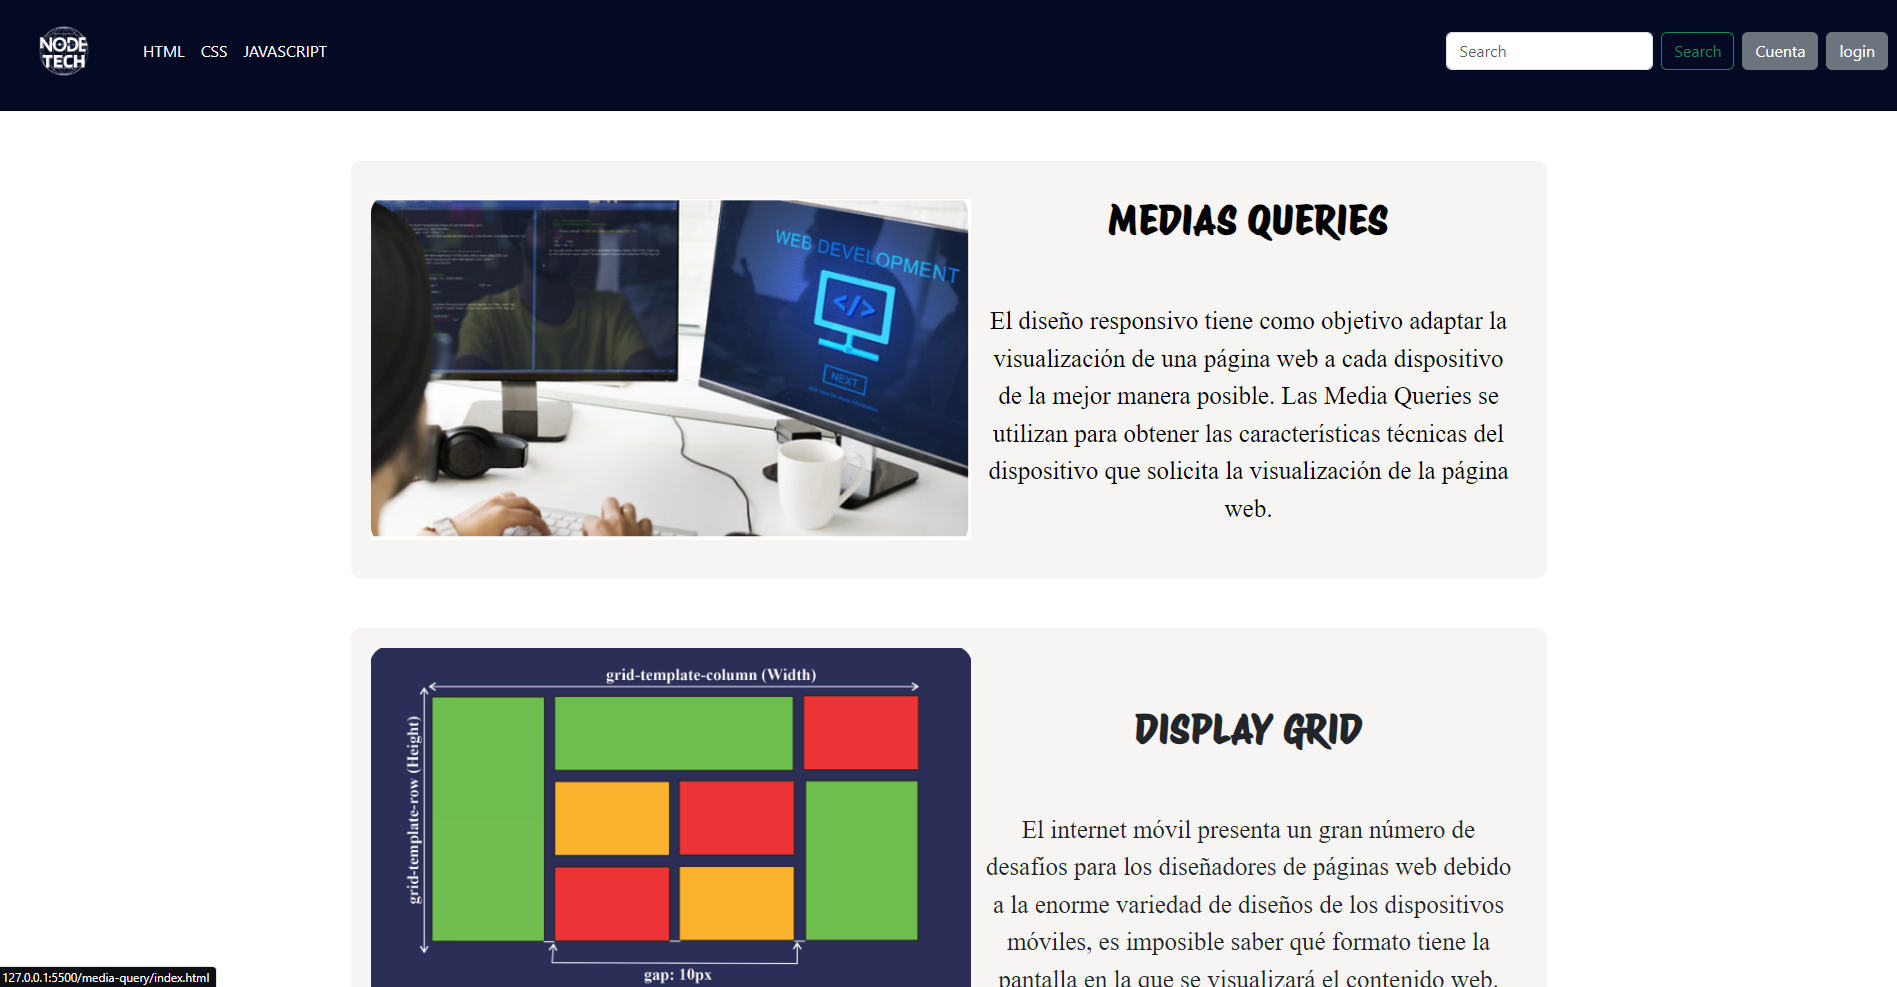 NODE
TECH
HTML CSS JAVASCRIPT
Search Search Cuenta login
MEDIAS QUERIES
WEB DEVELOPMENT
</>
NEXT
El diseño responsivo tiene como objetivo adaptar la
visualización de una página web a cada dispositivo
de la mejor manera posible. Las Media Queries se
utilizan para obtener las características técnicas del
dispositivo que solicita la visualización de la página
web.
grid-template-column (Width)
grid-template-row (Height)
gap: 10px
DISPLAY GRID
El internet móvil presenta un gran número de
desafíos para los diseñadores de páginas web debido
a la enorme variedad de diseños de los dispositivos
móviles, es imposible saber qué formato tiene la
pantalla en la que se visualizará el contenido web.
127.0.0.1:5500/media-query/index.html